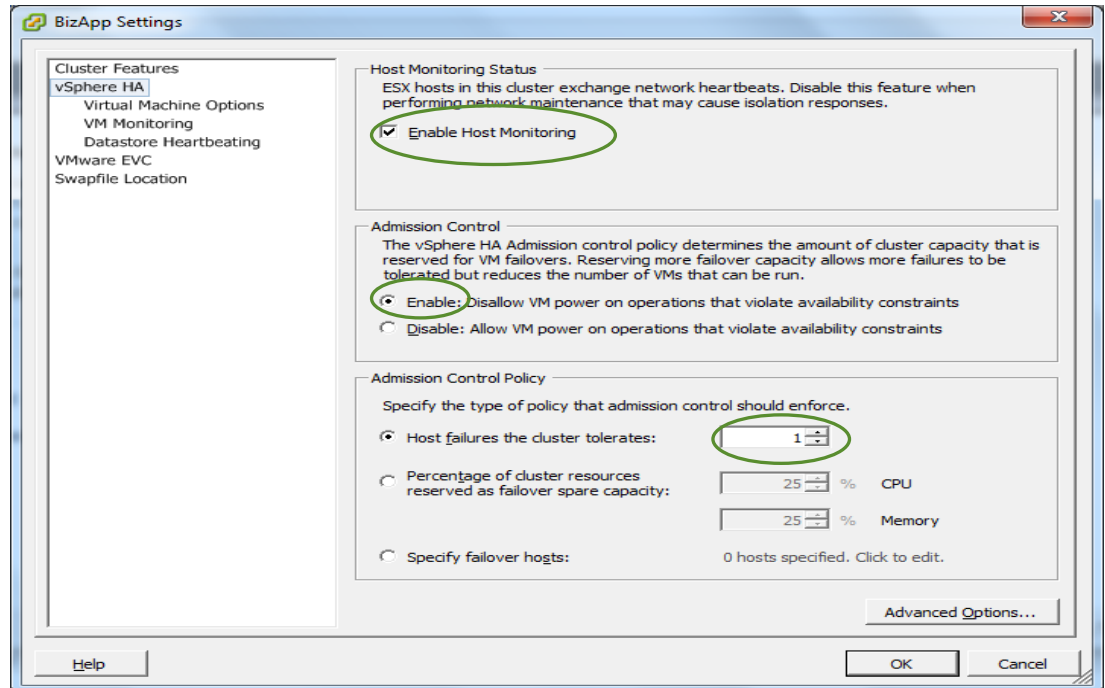 BizApp Settings
Cluster Features
vSphere HA
Virtual Machine Options
VM Monitoring
Datastore Heartbeating
VMware EVC
Swapfile Location
Host Monitoring Status
ESX hosts in this cluster exchange network heartbeats. Disable this feature when
performing network maintenance that may cause isolation responses.
Enable Host Monitoring
Admission Control
The vSphere HA Admission control policy determines the amount of cluster capacity that is
reserved for VM failovers. Reserving more failover capacity allows more failures to be
tolerated but reduces the number of VMs that can be run.
Enable: Disallow VM power on operations that violate availability constraints
Disable: Allow VM power on operations that violate availability constraints
Admission Control Policy
Specify the type of policy that admission control should enforce.
Host failures the cluster tolerates: 1
Percentage of cluster resources
reserved as failover spare capacity: 25 % CPU
25 % Memory
Specify failover hosts: 0 hosts specified. Click to edit.
Advanced Options...
Help OK Cancel